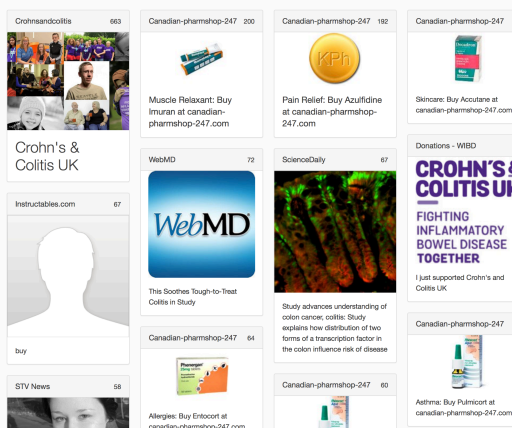 Crohnsandcolitis 663
Crohn's &
Colitis UK
Instructables.com 67
buy
STV News 58
Canadian-pharmshop-247 200
Muscle Relaxant: Buy
Imuran at canadian-
pharmshop-247.com
WebMD 72
WebMD
This Soothes Tough-to-Treat
Colitis in Study
Canadian-pharmshop-247 64
Phenergan
25mg
Allergies: Buy Entocort at
canadian-pharmshop-247.com
Canadian-pharmshop-247 192
KPh
Pain Relief: Buy Azulfidine
at canadian-pharmshop-
247.com
ScienceDaily 67
Study advances understanding of
colon cancer, colitis: Study
explains how distribution of two
forms of a transcription factor in
the colon influence risk of disease
Canadian-pharmshop-247 60
Canadian-pharmshop-247
Skincare: Buy Accutane at
canadian-pharmshop-247.com
Donations - WIBD
CROHN'S &
COLITIS UK
FIGHTING
INFLAMMATORY
BOWEL DISEASE
TOGETHER
I just supported Crohn's and
Colitis UK
Canadian-pharmshop-247
Asthma: Buy Pulmicort at
canadian-pharmshop-247.com